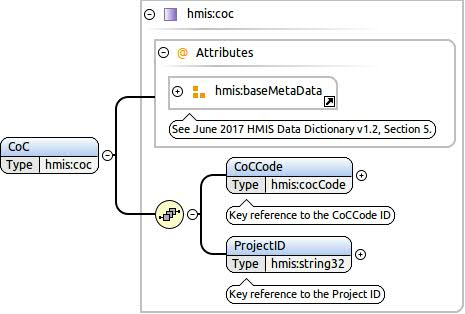 hmis:coc
@ Attributes
hmis:baseMetaData
See June 2017 HMIS Data Dictionary v1.2, Section 5.
CoC
Type hmis:coc
CoCCode
Type hmis:cocCode
Key reference to the CoCCode ID
ProjectID
Type hmis:string32
Key reference to the Project ID